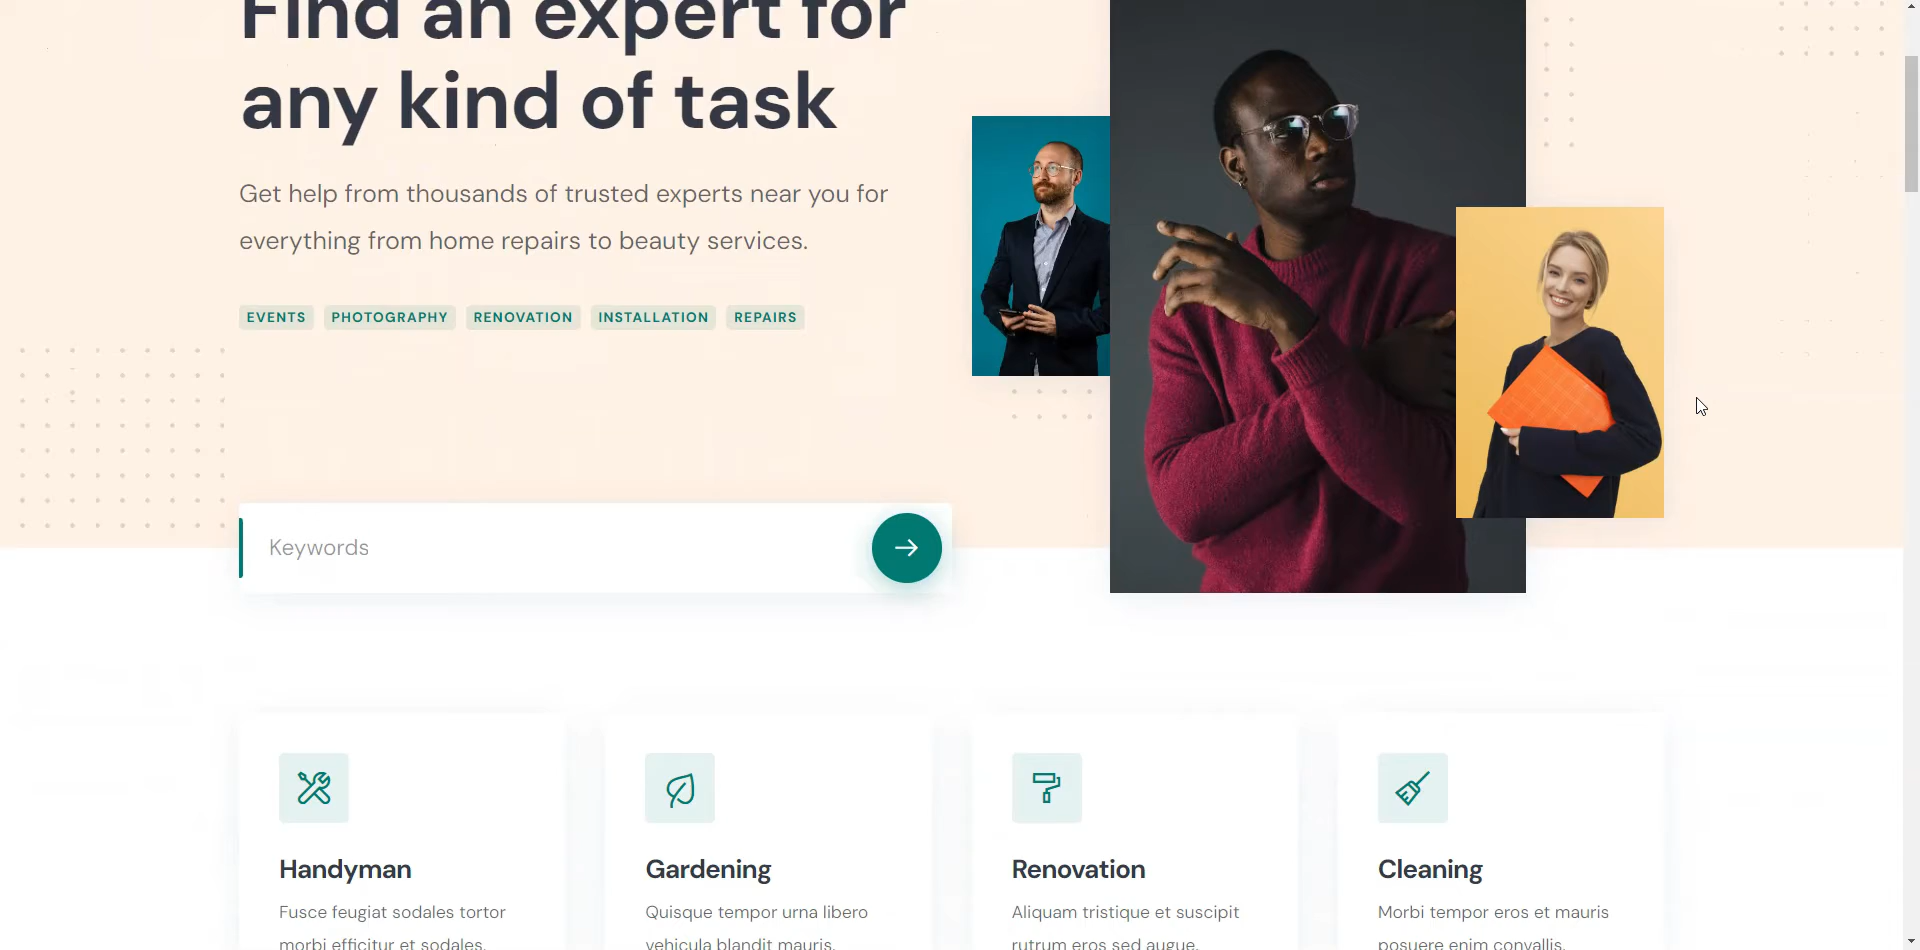 Find an expert for
any kind of task
Get help from thousands of trusted experts near you for
everything from home repairs to beauty services.
EVENTS PHOTOGRAPHY RENOVATION INSTALLATION REPAIRS
Keywords
Handyman
Fusce feugiat sodales tortor
morbi efficitur et sodales.
Gardening
Quisque tempor urna libero
vehicula blandit mauris.
Renovation
Aliquam tristique et suscipit
rutrum eros sed augue.
Cleaning
Morbi tempor eros et mauris
posuere enim convallis.